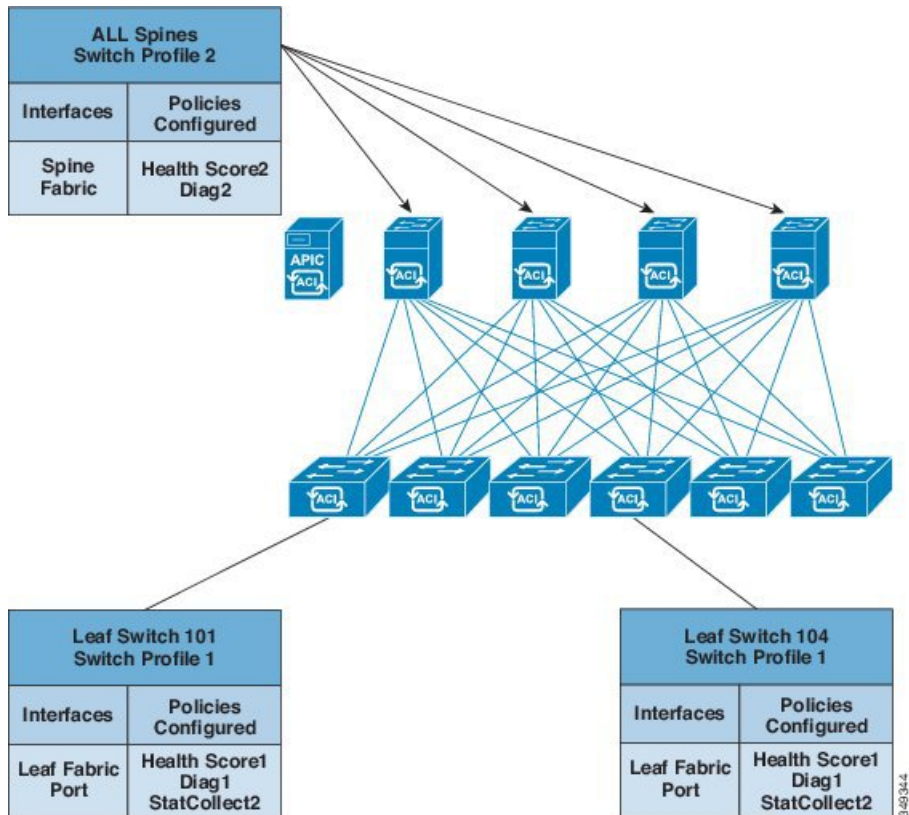 ALL Spines
Switch Profile 2
Interfaces
Policies
Configured
Spine
Fabric
Health Score2
Diag2
APIC
ACI
ACI
ACI
ACI
ACI
ACI
ACI
ACI
ACI
ACI
ACI
Leaf Switch 101
Switch Profile 1
Interfaces
Policies
Configured
Leaf Fabric
Port
Health Score1
Diag1
StatCollect2
Leaf Switch 104
Switch Profile 1
Interfaces
Policies
Configured
Leaf Fabric
Port
Health Score1
Diag1
StatCollect2
349344